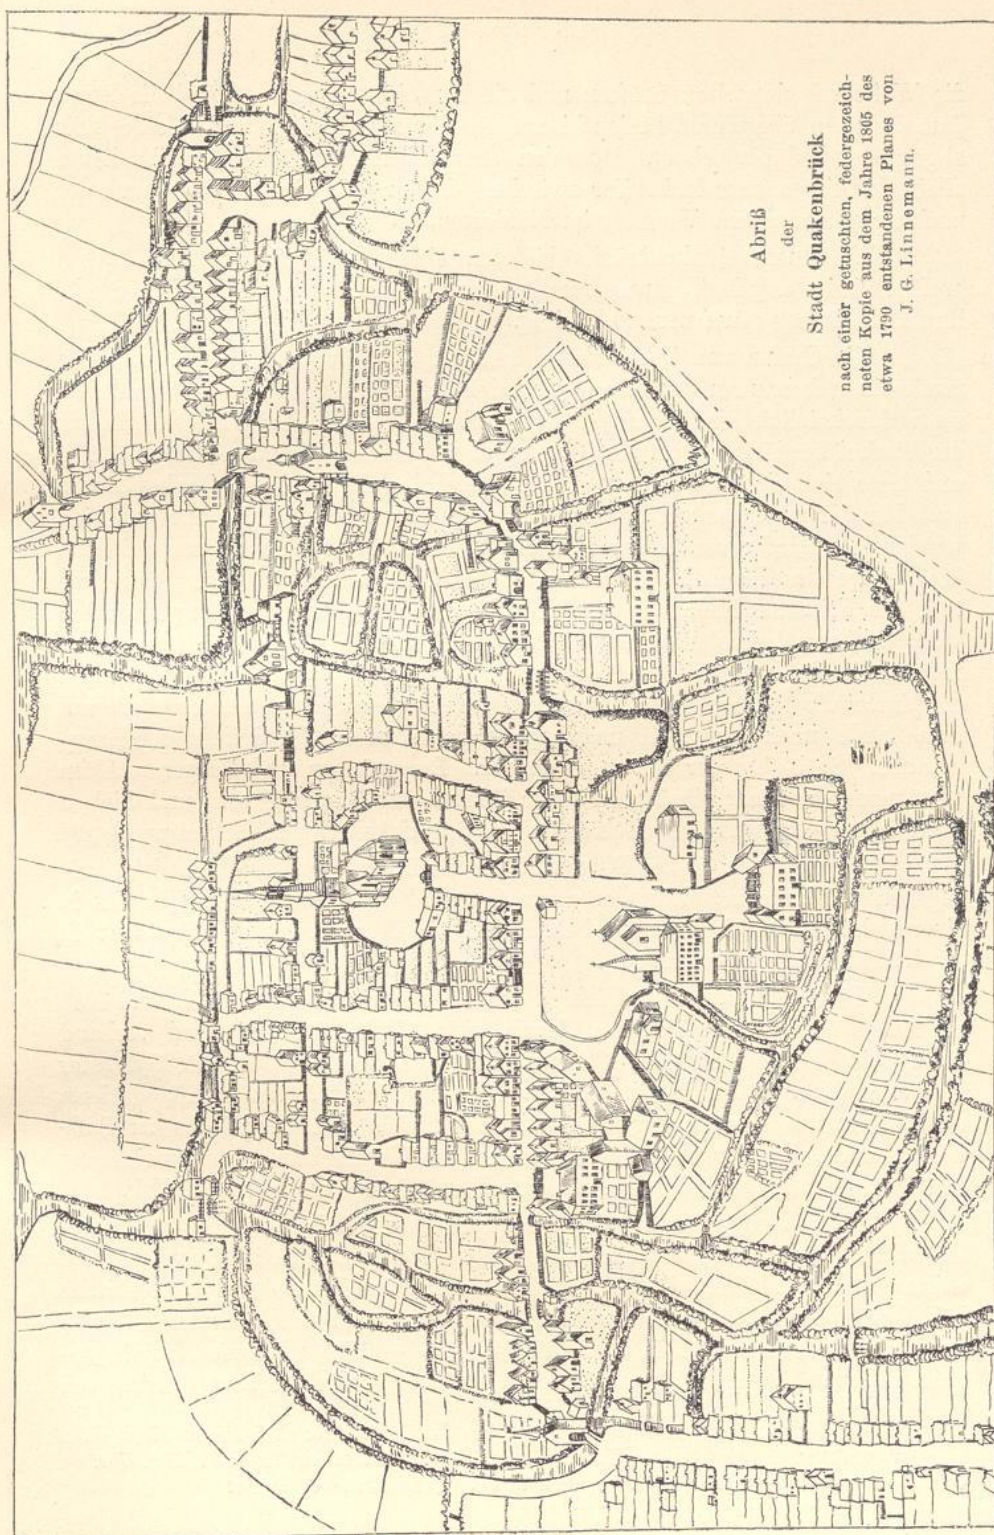 Abriß
der
Stadt Quakenbrück
nach einer getuschten, federgezeich-
neten Kopie aus dem Jahre 1805 des
etwa 1790 entstandenen Planes von
J. G. Linnemann.